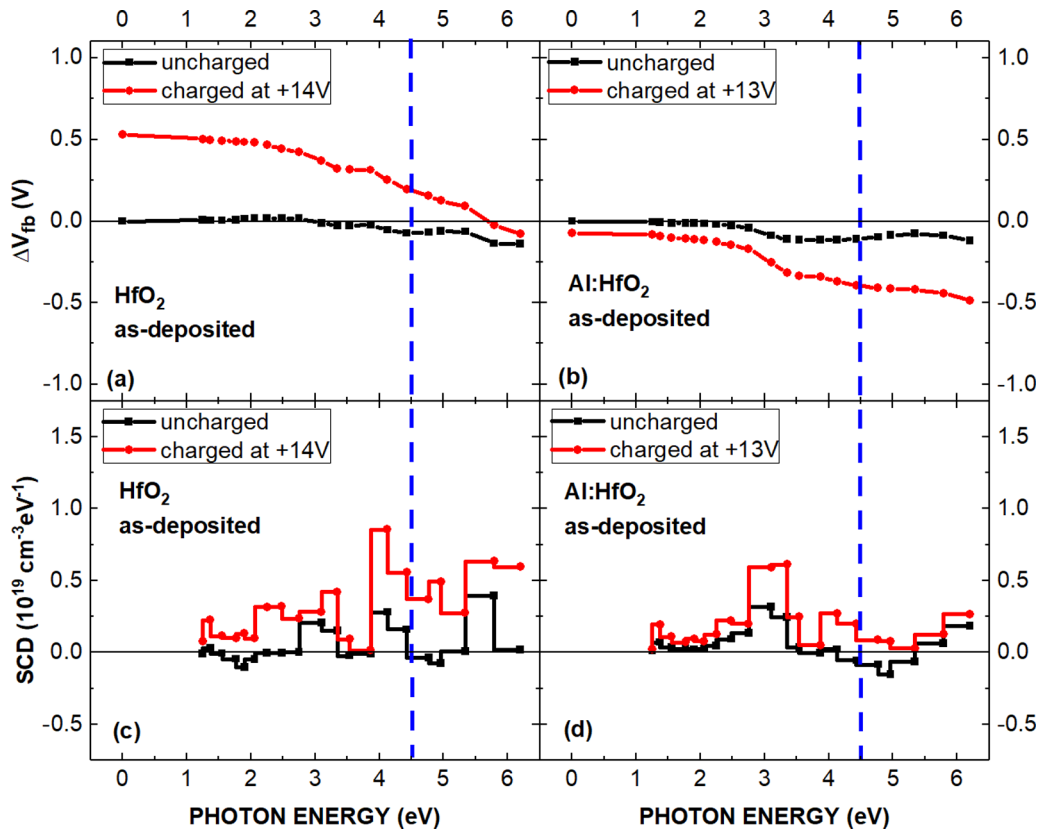 0 1 2 3 4 5 6 0 1 2 3 4 5 6
1.0 uncharged uncharged 1.0
charged at +14V charged at +13V
0.5 0.5
0.0 0.0
ΔVfb (V)
-0.5 HfO2 Al:HfO2 -0.5
as-deposited as-deposited
-1.0 (a) (b) -1.0
1.5 uncharged uncharged 1.5
charged at +14V charged at +13V
HfO2 Al:HfO2
1.0 as-deposited as-deposited 1.0
0.5 0.5
SCD (10¹⁹ cm⁻³eV⁻¹)
0.0 0.0
-0.5 (c) (d) -0.5
0 1 2 3 4 5 6 0 1 2 3 4 5 6
PHOTON ENERGY (eV) PHOTON ENERGY (eV)